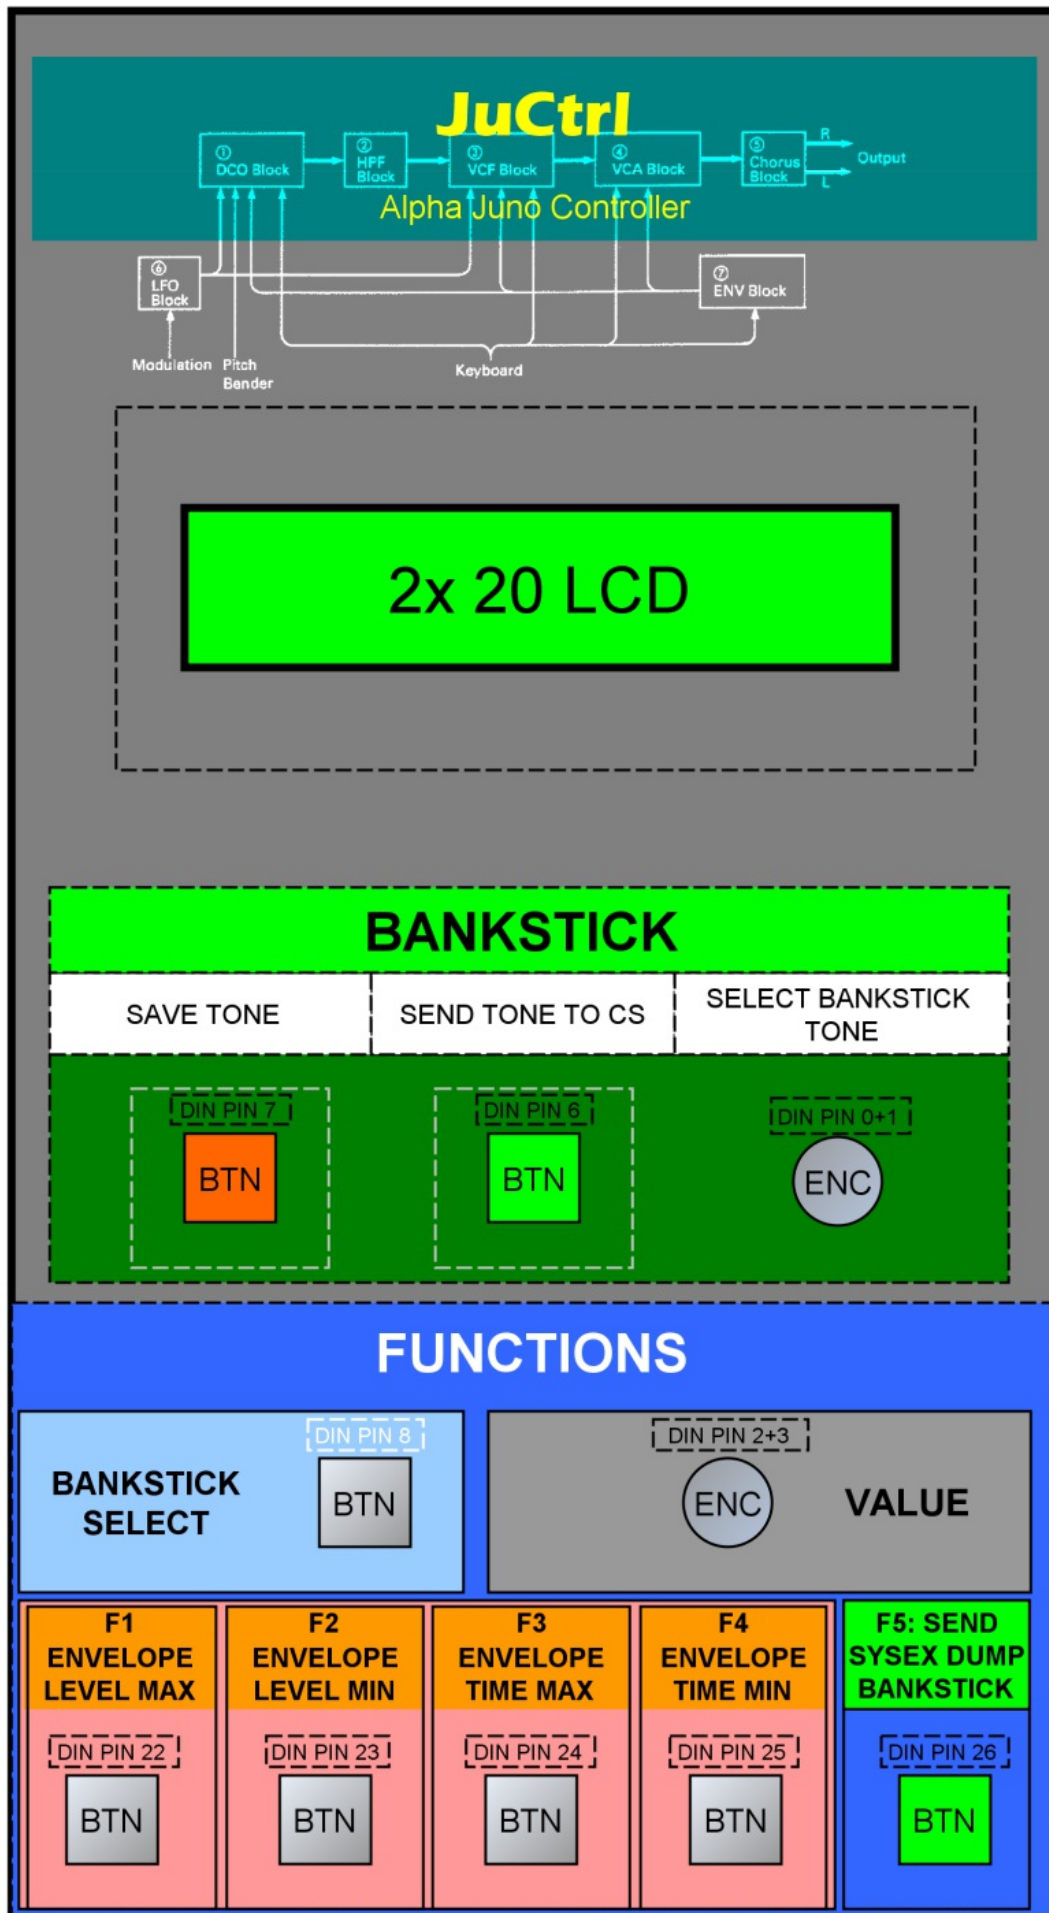 JuCtrl
① DCO Block
② HPF Block
③ VCF Block
④ VCA Block
⑤ Chorus Block
R
L
Output
Alpha Juno Controller
⑥ LFO Block
⑦ ENV Block
Modulation
Pitch Bender
Keyboard
2x 20 LCD
BANKSTICK
SAVE TONE
SEND TONE TO CS
SELECT BANKSTICK
TONE
DIN PIN 7
BTN
DIN PIN 6
BTN
DIN PIN 0+1
ENC
FUNCTIONS
BANKSTICK
SELECT
DIN PIN 8
BTN
DIN PIN 2+3
ENC
VALUE
F1
ENVELOPE
LEVEL MAX
DIN PIN 22
BTN
F2
ENVELOPE
LEVEL MIN
DIN PIN 23
BTN
F3
ENVELOPE
TIME MAX
DIN PIN 24
BTN
F4
ENVELOPE
TIME MIN
DIN PIN 25
BTN
F5: SEND
SYSEX DUMP
BANKSTICK
DIN PIN 26
BTN